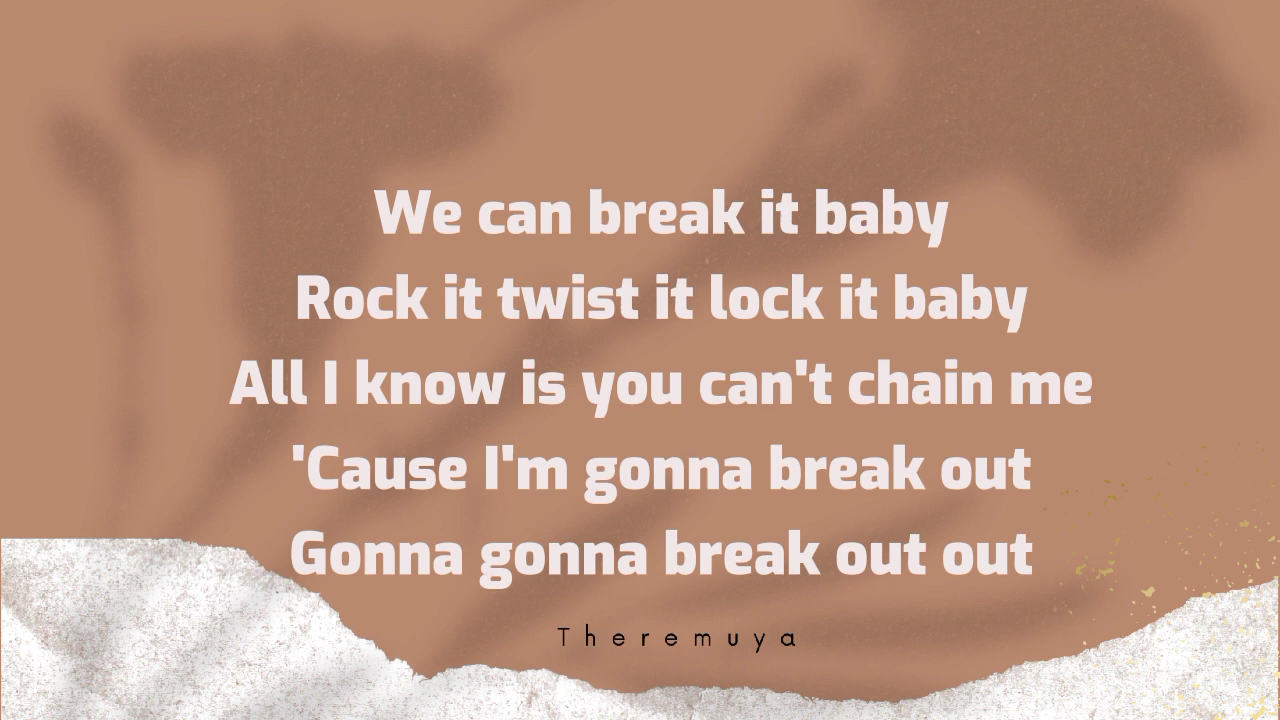 We can break it baby
Rock it twist it lock it baby
All I know is you can't chain me
'Cause I'm gonna break out
Gonna gonna break out out
Theremuya